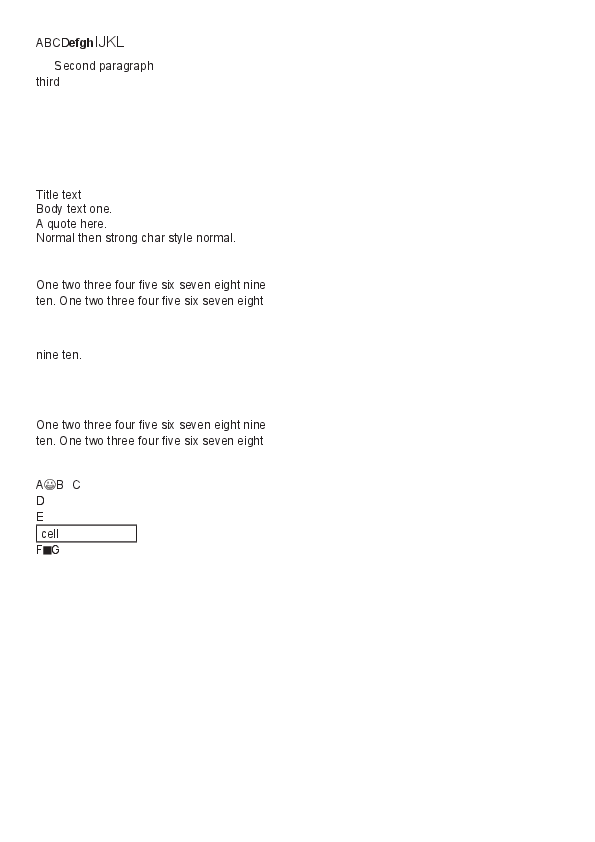 ABCDefghIJKL
Second paragraph
third
Title text
Body text one.
A quote here.
Normal then strong char style normal.
One two three four five six seven eight nine
ten. One two three four five six seven eight
nine ten.
One two three four five six seven eight nine
ten. One two three four five six seven eight
A😀B C
D
E
cell
F■G